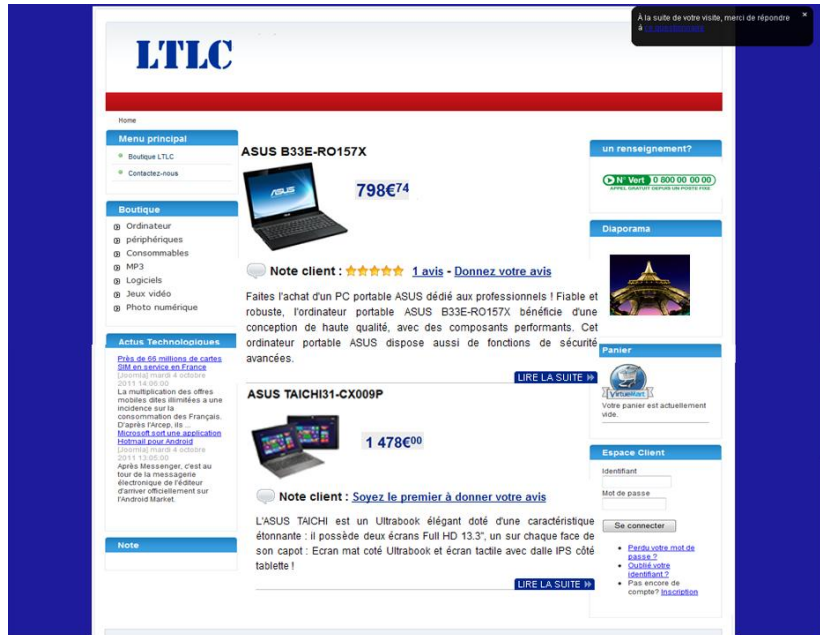 À la suite de votre visite, merci de répondre
à ce questionnaire
LTLC
Home
Menu principal
Boutique LTLC
Contactez-nous
Boutique
Ordinateur
périphériques
Consommables
MP3
Logiciels
Jeux vidéo
Photo numérique
Actus Technologiques
Près de 66 millions de cartes
SIM en service en France
[Joomla] mardi 4 octobre
2011 14:06:00
La multiplication des offres
mobiles dites illimitées a une
incidence sur la
consommation des Français.
D'après l'Arcep, ils ...
Microsoft sort une application
Hotmail pour Android
[Joomla] mardi 4 octobre
2011 13:05:00
Après Messenger, c'est au
tour de la messagerie
électronique de l'éditeur
d'arriver officiellement sur
l'Android Market.
Note
ASUS B33E-RO157X
ASUS
798€74
Note client : 1 avis - Donnez votre avis
Faites l'achat d'un PC portable ASUS dédié aux professionnels ! Fiable et
robuste, l'ordinateur portable ASUS B33E-RO157X bénéficie d'une
conception de haute qualité, avec des composants performants. Cet
ordinateur portable ASUS dispose aussi de fonctions de sécurité
avancées.
LIRE LA SUITE
ASUS TAICHI31-CX009P
1 478€00
Note client : Soyez le premier à donner votre avis
L'ASUS TAICHI est un Ultrabook élégant doté d'une caractéristique
étonnante : il possède deux écrans Full HD 13.3", un sur chaque face de
son capot : Ecran mat coté Ultrabook et écran tactile avec dalle IPS côté
tablette !
LIRE LA SUITE
un renseignement?
N° Vert 0 800 00 00 00
APPEL GRATUIT DEPUIS UN POSTE FIXE
Diaporama
Panier
VirtueMart
Votre panier est actuellement
vide.
Espace Client
Identifiant
Mot de passe
Se connecter
Perdu votre mot de
passe ?
Oublié votre
identifiant ?
Pas encore de
compte? Inscription